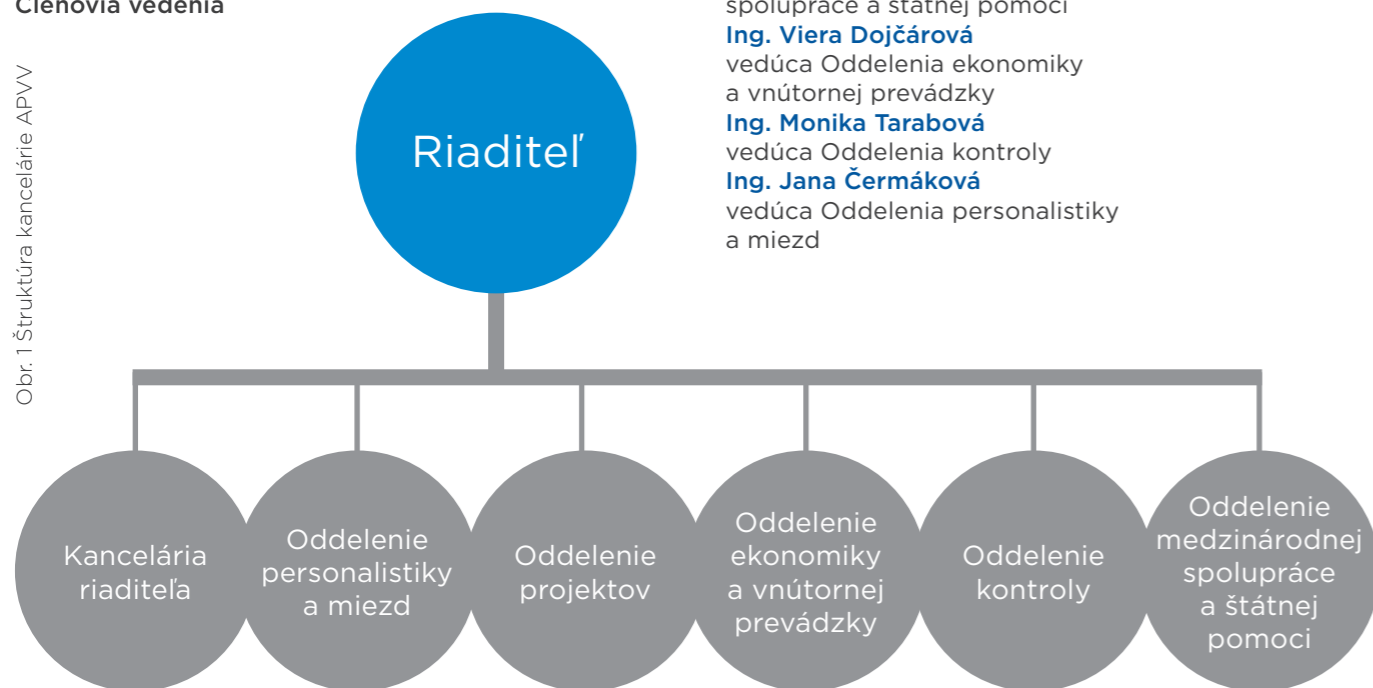 Členovia vedenia
spolupráce a štátnej pomoci
Ing. Viera Dojčárová
vedúca Oddelenia ekonomiky
a vnútornej prevádzky
Ing. Monika Tarabová
vedúca Oddelenia kontroly
Ing. Jana Čermáková
vedúca Oddelenia personalistiky
a miezd
Obr. 1 Štruktúra kancelárie APVV
Riaditeľ
Kancelária
riaditeľa
Oddelenie
personalistiky
a miezd
Oddelenie
projektov
Oddelenie
ekonomiky
a vnútornej
prevádzky
Oddelenie
kontroly
Oddelenie
medzinárodnej
spolupráce
a štátnej
pomoci